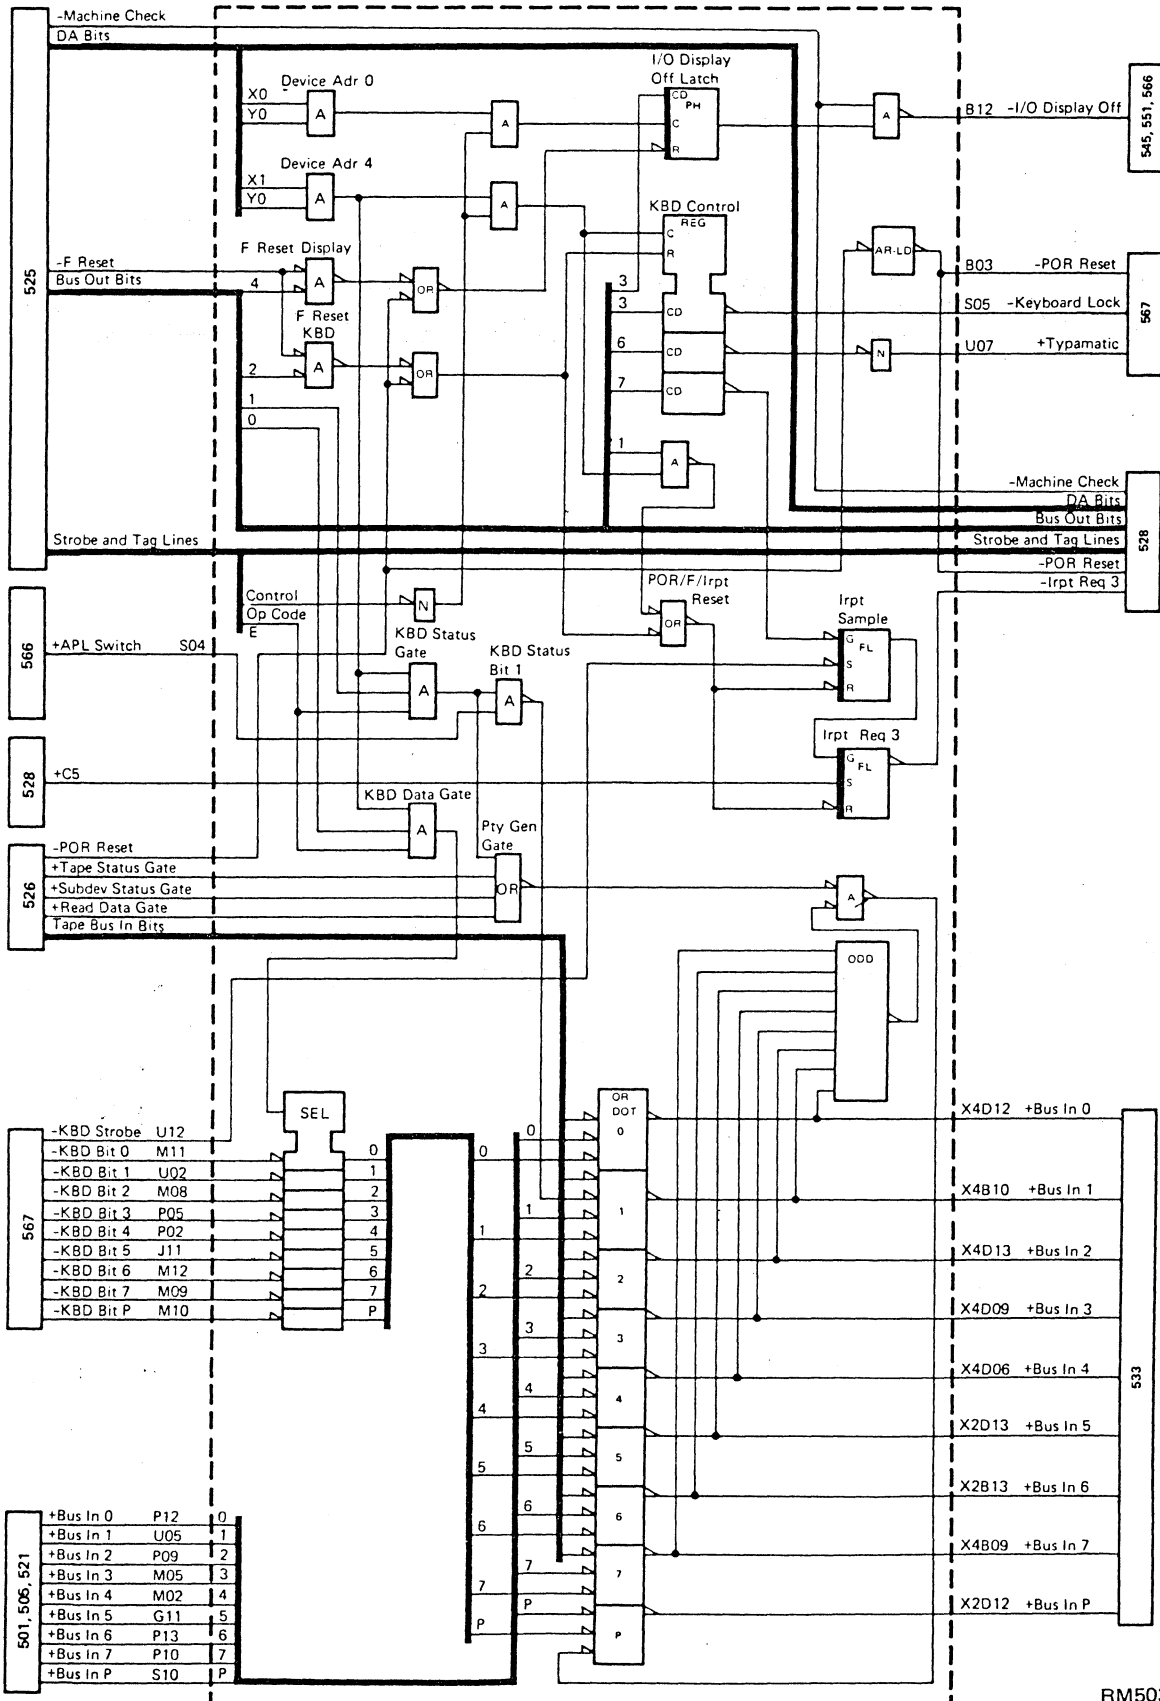 -Machine Check
DA Bits
I/O Display
Off Latch
Device Adr 0
X0
Y0
A
A
CD
PH
C
R
A
B12 -I/O Display Off
545, 551, 566
Device Adr 4
X1
Y0
A
A
KBD Control
REG
C
R
AR-LD
525
-F Reset
Bus Out Bits
F Reset Display
4
A
OR
F Reset
KBD
2
A
OR
1
0
3
3
CD
6
CD
7
CD
1
A
N
B03 -POR Reset
S05 -Keyboard Lock
U07 +Typamatic
567
-Machine Check
DA Bits
Bus Out Bits
Strobe and Tag Lines
-POR Reset
-Irpt Req 3
528
Strobe and Tag Lines
Control
Op Code
E
N
POR/F/Irpt
Reset
OR
Irpt
Sample
G
FL
S
R
566
+APL Switch S04
KBD Status
Gate
A
KBD Status
Bit 1
A
Irpt Req 3
G
FL
S
R
528
+C5
KBD Data Gate
A
Pty Gen
Gate
OR
526
-POR Reset
+Tape Status Gate
+Subdev Status Gate
+Read Data Gate
Tape Bus In Bits
A
ODD
SEL
OR
DOT
567
-KBD Strobe U12
-KBD Bit 0 M11
-KBD Bit 1 U02
-KBD Bit 2 M08
-KBD Bit 3 P05
-KBD Bit 4 P02
-KBD Bit 5 J11
-KBD Bit 6 M12
-KBD Bit 7 M09
-KBD Bit P M10
0
1
2
3
4
5
6
7
P
0
1
2
3
4
5
6
7
P
0
1
2
3
4
5
6
7
P
0
1
2
3
4
5
6
7
P
X4D12 +Bus In 0
X4B10 +Bus In 1
X4D13 +Bus In 2
X4D09 +Bus In 3
X4D06 +Bus In 4
X2D13 +Bus In 5
X2B13 +Bus In 6
X4B09 +Bus In 7
X2D12 +Bus In P
533
501, 505, 521
+Bus In 0 P12 0
+Bus In 1 U05 1
+Bus In 2 P09 2
+Bus In 3 M05 3
+Bus In 4 M02 4
+Bus In 5 G11 5
+Bus In 6 P13 6
+Bus In 7 P10 7
+Bus In P S10 P